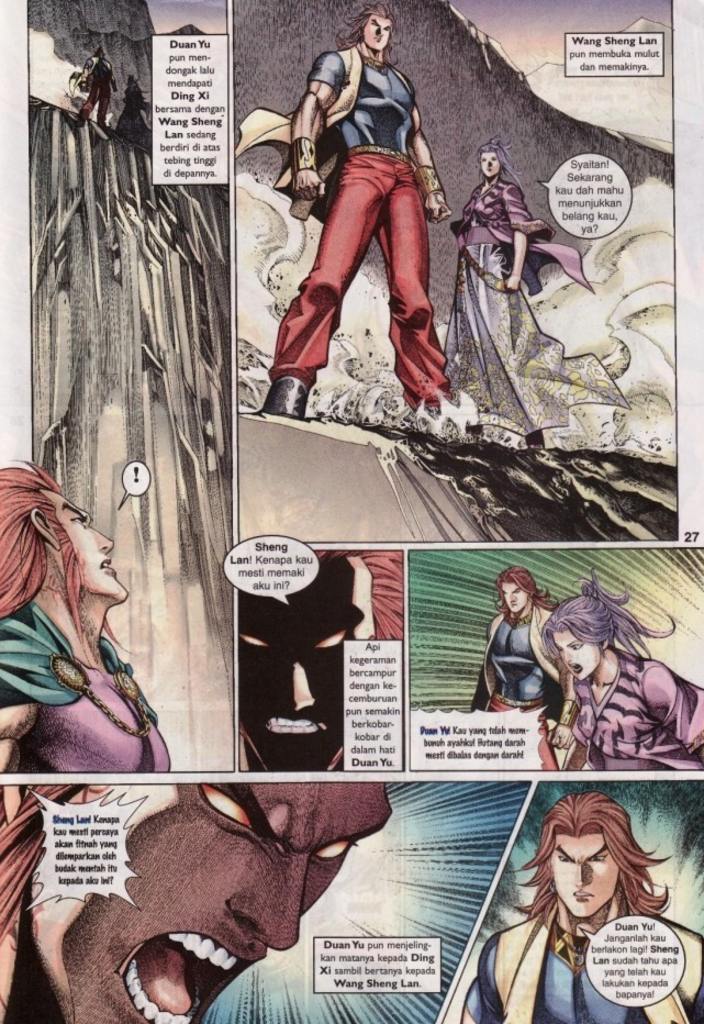 Duan Yu
pun men-
dongak lalu
mendapati
Ding Xi
bersama dengan
Wang Sheng
Lan sedang
berdiri di atas
tebing tinggi
di depannya.
Wang Sheng Lan
pun membuka mulut
dan memakinya.
Syaitan!
Sekarang
kau dah mahu
menunjukkan
belang kau,
ya?
!
27
Sheng
Lan! Kenapa kau
mesti memaki
aku ini?
Api
kegeraman
bercampur
dengan ke-
cemburuan
pun semakin
berkobar-
kobar di
dalam hati
Duan Yu.
Duan Yu! Kau yang telah mem-
bunuh ayahku! Hutang darah
mesti dibalas dengan darah!
Sheng Lan! Kenapa
kau mesti percaya
akan fitnah yang
dilemparkan oleh
budak mentah itu
kepada aku ini?
Duan Yu pun menjeling-
kan matanya kepada Ding
Xi sambil bertanya kepada
Wang Sheng Lan.
Duan Yu!
Janganlah kau
berlakon lagi! Sheng
Lan sudah tahu apa
yang telah kau
lakukan kepada
bapanya!